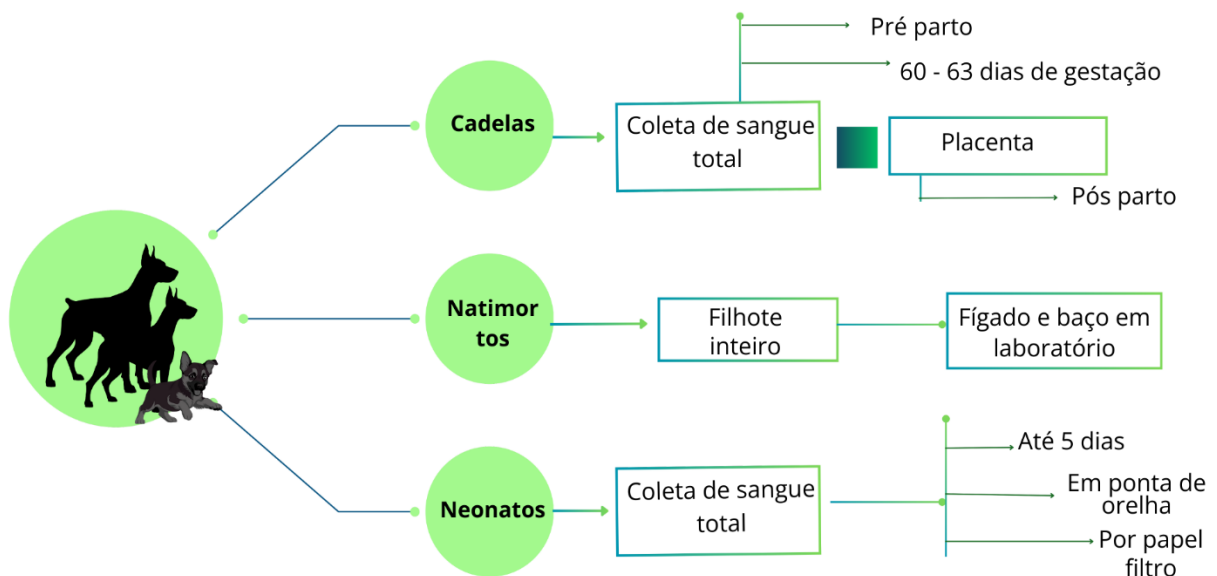 Pré parto
60 - 63 dias de gestação
Cadelas
Coleta de sangue
total
Placenta
Pós parto
Natimor
tos
Filhote
inteiro
Fígado e baço em
laboratório
Neonatos
Coleta de sangue
total
Até 5 dias
Em ponta de
orelha
Por papel
filtro